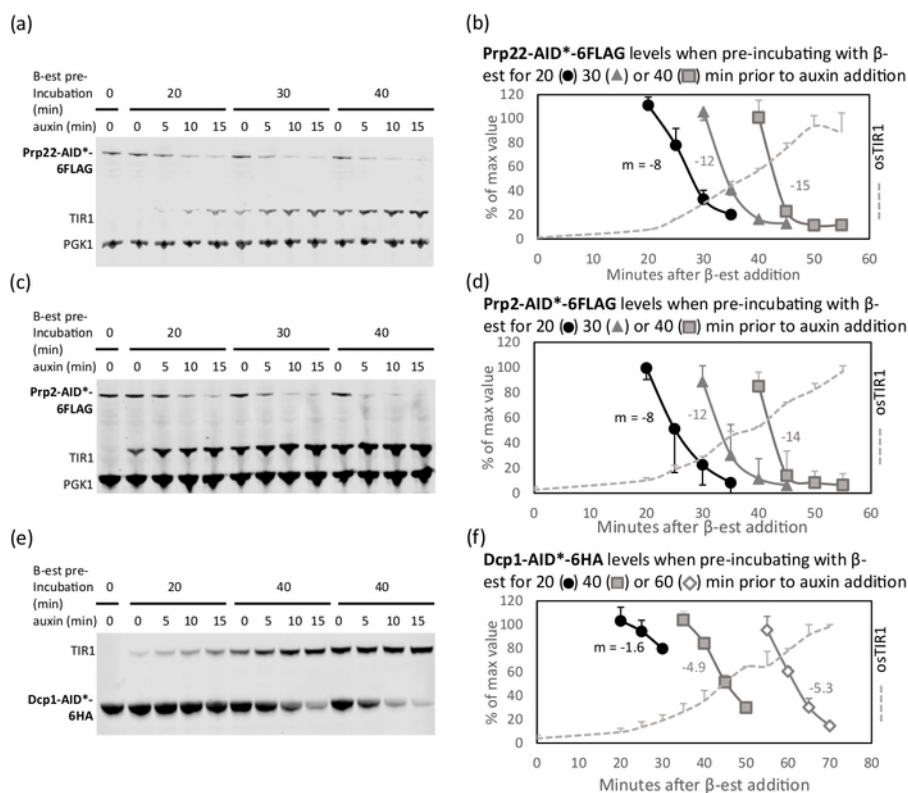 (a)
B-est pre-
Incubation
(min)
0 20 30 40
auxin (min) 0 0 5 10 15 0 5 10 15 0 5 10 15
Prp22-AID*-
6FLAG
TIR1
PGK1
(b)
Prp22-AID*-6FLAG levels when pre-incubating with β-
est for 20 (●) 30 (▲) or 40 (■) min prior to auxin addition
% of max value
120
100
80
60
40
20
0
m = -8
-12
-15
0 10 20 30 40 50 60
Minutes after β-est addition
osTIR1
(c)
B-est pre-
Incubation
(min)
0 20 30 40
auxin (min) 0 0 5 10 15 0 5 10 15 0 5 10 15
Prp2-AID*-
6FLAG
TIR1
PGK1
(d)
Prp2-AID*-6FLAG levels when pre-incubating with β-
est for 20 (●) 30 (▲) or 40 (■) min prior to auxin addition
% of max value
120
100
80
60
40
20
0
m = -8
-12
-14
0 10 20 30 40 50 60
Minutes after β-est addition
osTIR1
(e)
B-est pre-
Incubation
(min)
0 20 40 40
auxin (min) 0 0 5 10 15 0 5 10 15 0 5 10 15
TIR1
Dcp1-AID*-
6HA
(f)
Dcp1-AID*-6HA levels when pre-incubating with β-
est for 20 (●) 40 (■) or 60 (◇) min prior to auxin addition
% of max value
120
100
80
60
40
20
0
m = -1.6
-4.9
-5.3
0 10 20 30 40 50 60 70 80
Minutes after β-est addition
osTIR1